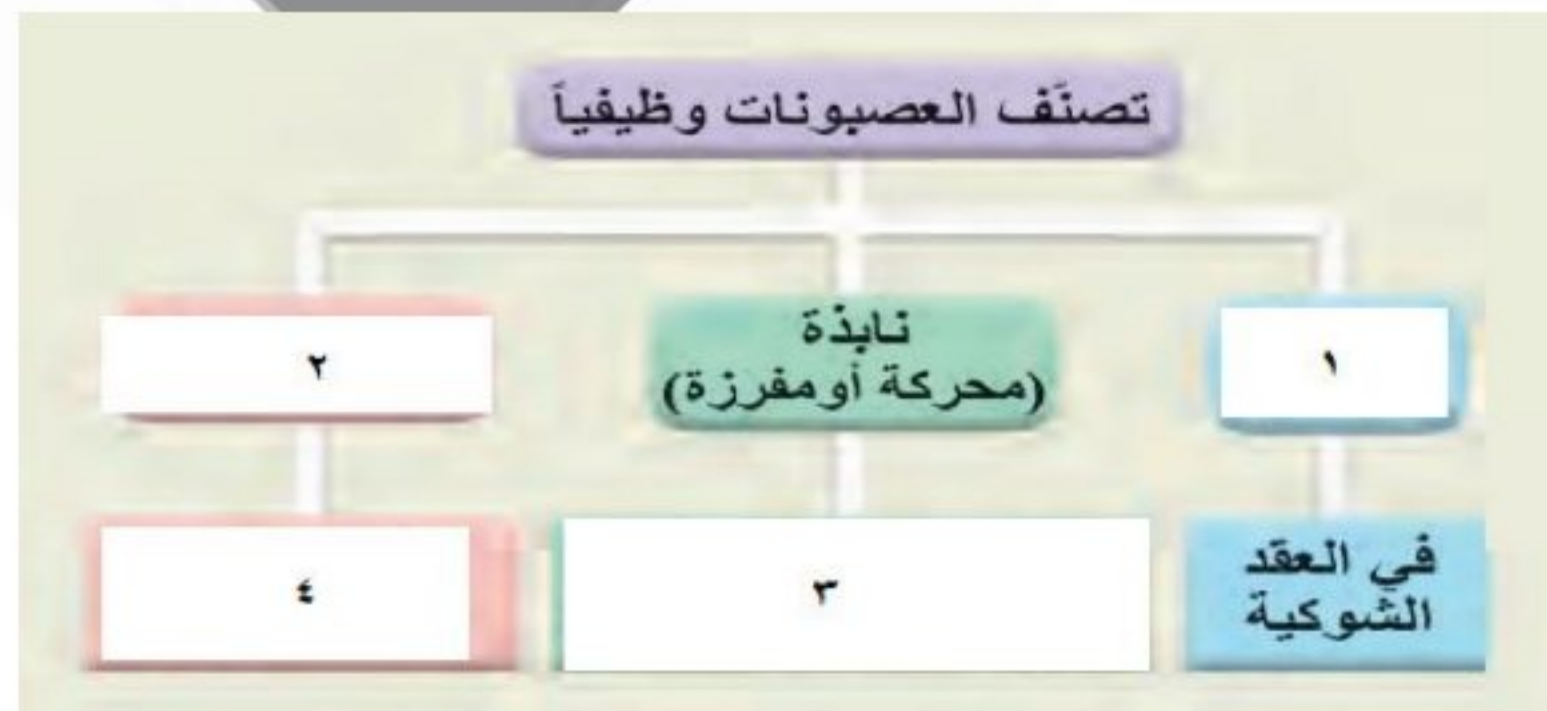 تصنَف العصبونات وظيفياً
١
نابذة
(محركة أومفرزة)
٢
في العقد
الشوكية
٣
٤